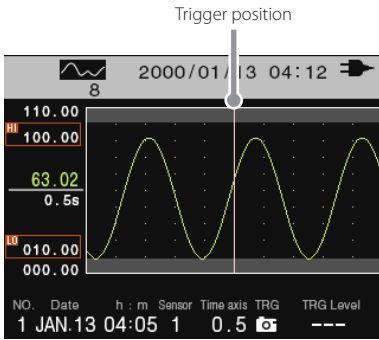 Trigger position
8
2000/01/13 04:12
110.00
HI
100.00
63.02
0.5s
LO
010.00
000.00
NO. Date h : m Sensor Time axis TRG TRG Level
1 JAN.13 04:05 1 0.5 ---